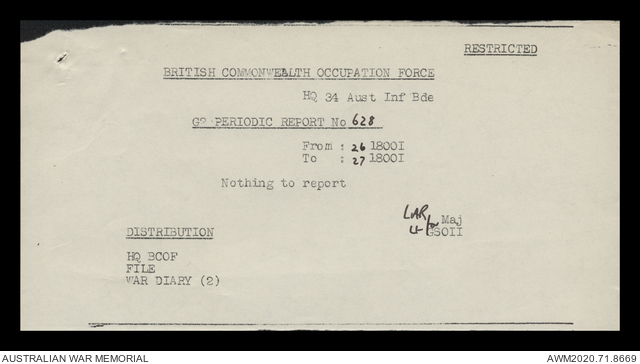 RESTRICTED
BRITISH COMMONWEALTH OCCUPATION FORCE
HQ 34 Aust Inf Bde
G2 PERIODIC REPORT No 628
From : 26 1800I
To : 27 1800I
Nothing to report
Maj
GSOII
DISTRIBUTION
HQ BCOF
FILE
WAR DIARY (2)
AUSTRALIAN WAR MEMORIAL
AWM2020.71.8669